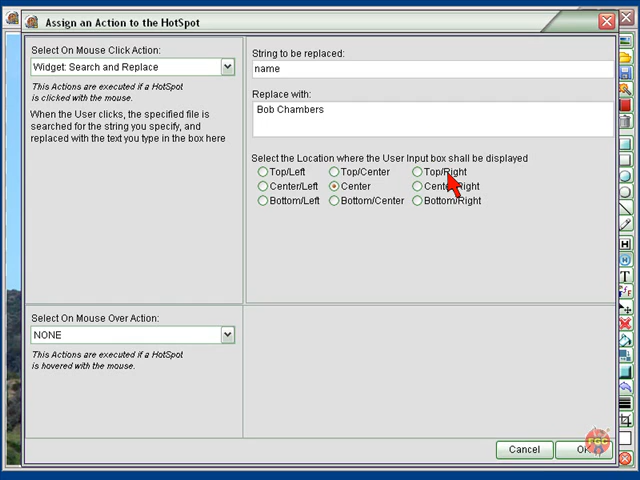 Assign an Action to the HotSpot
Select On Mouse Click Action:
Widget: Search and Replace
This Actions are executed if a HotSpot
is clicked with the mouse.
When the User clicks, the specified file is
searched for the string you specify, and
replaced with the text you type in the box here
String to be replaced:
name
Replace with:
Bob Chambers
Select the Location where the User Input box shall be displayed
Top/Left Top/Center Top/Right
Center/Left Center Center/Right
Bottom/Left Bottom/Center Bottom/Right
Select On Mouse Over Action:
NONE
This Actions are executed if a HotSpot
is hovered with the mouse.
Cancel